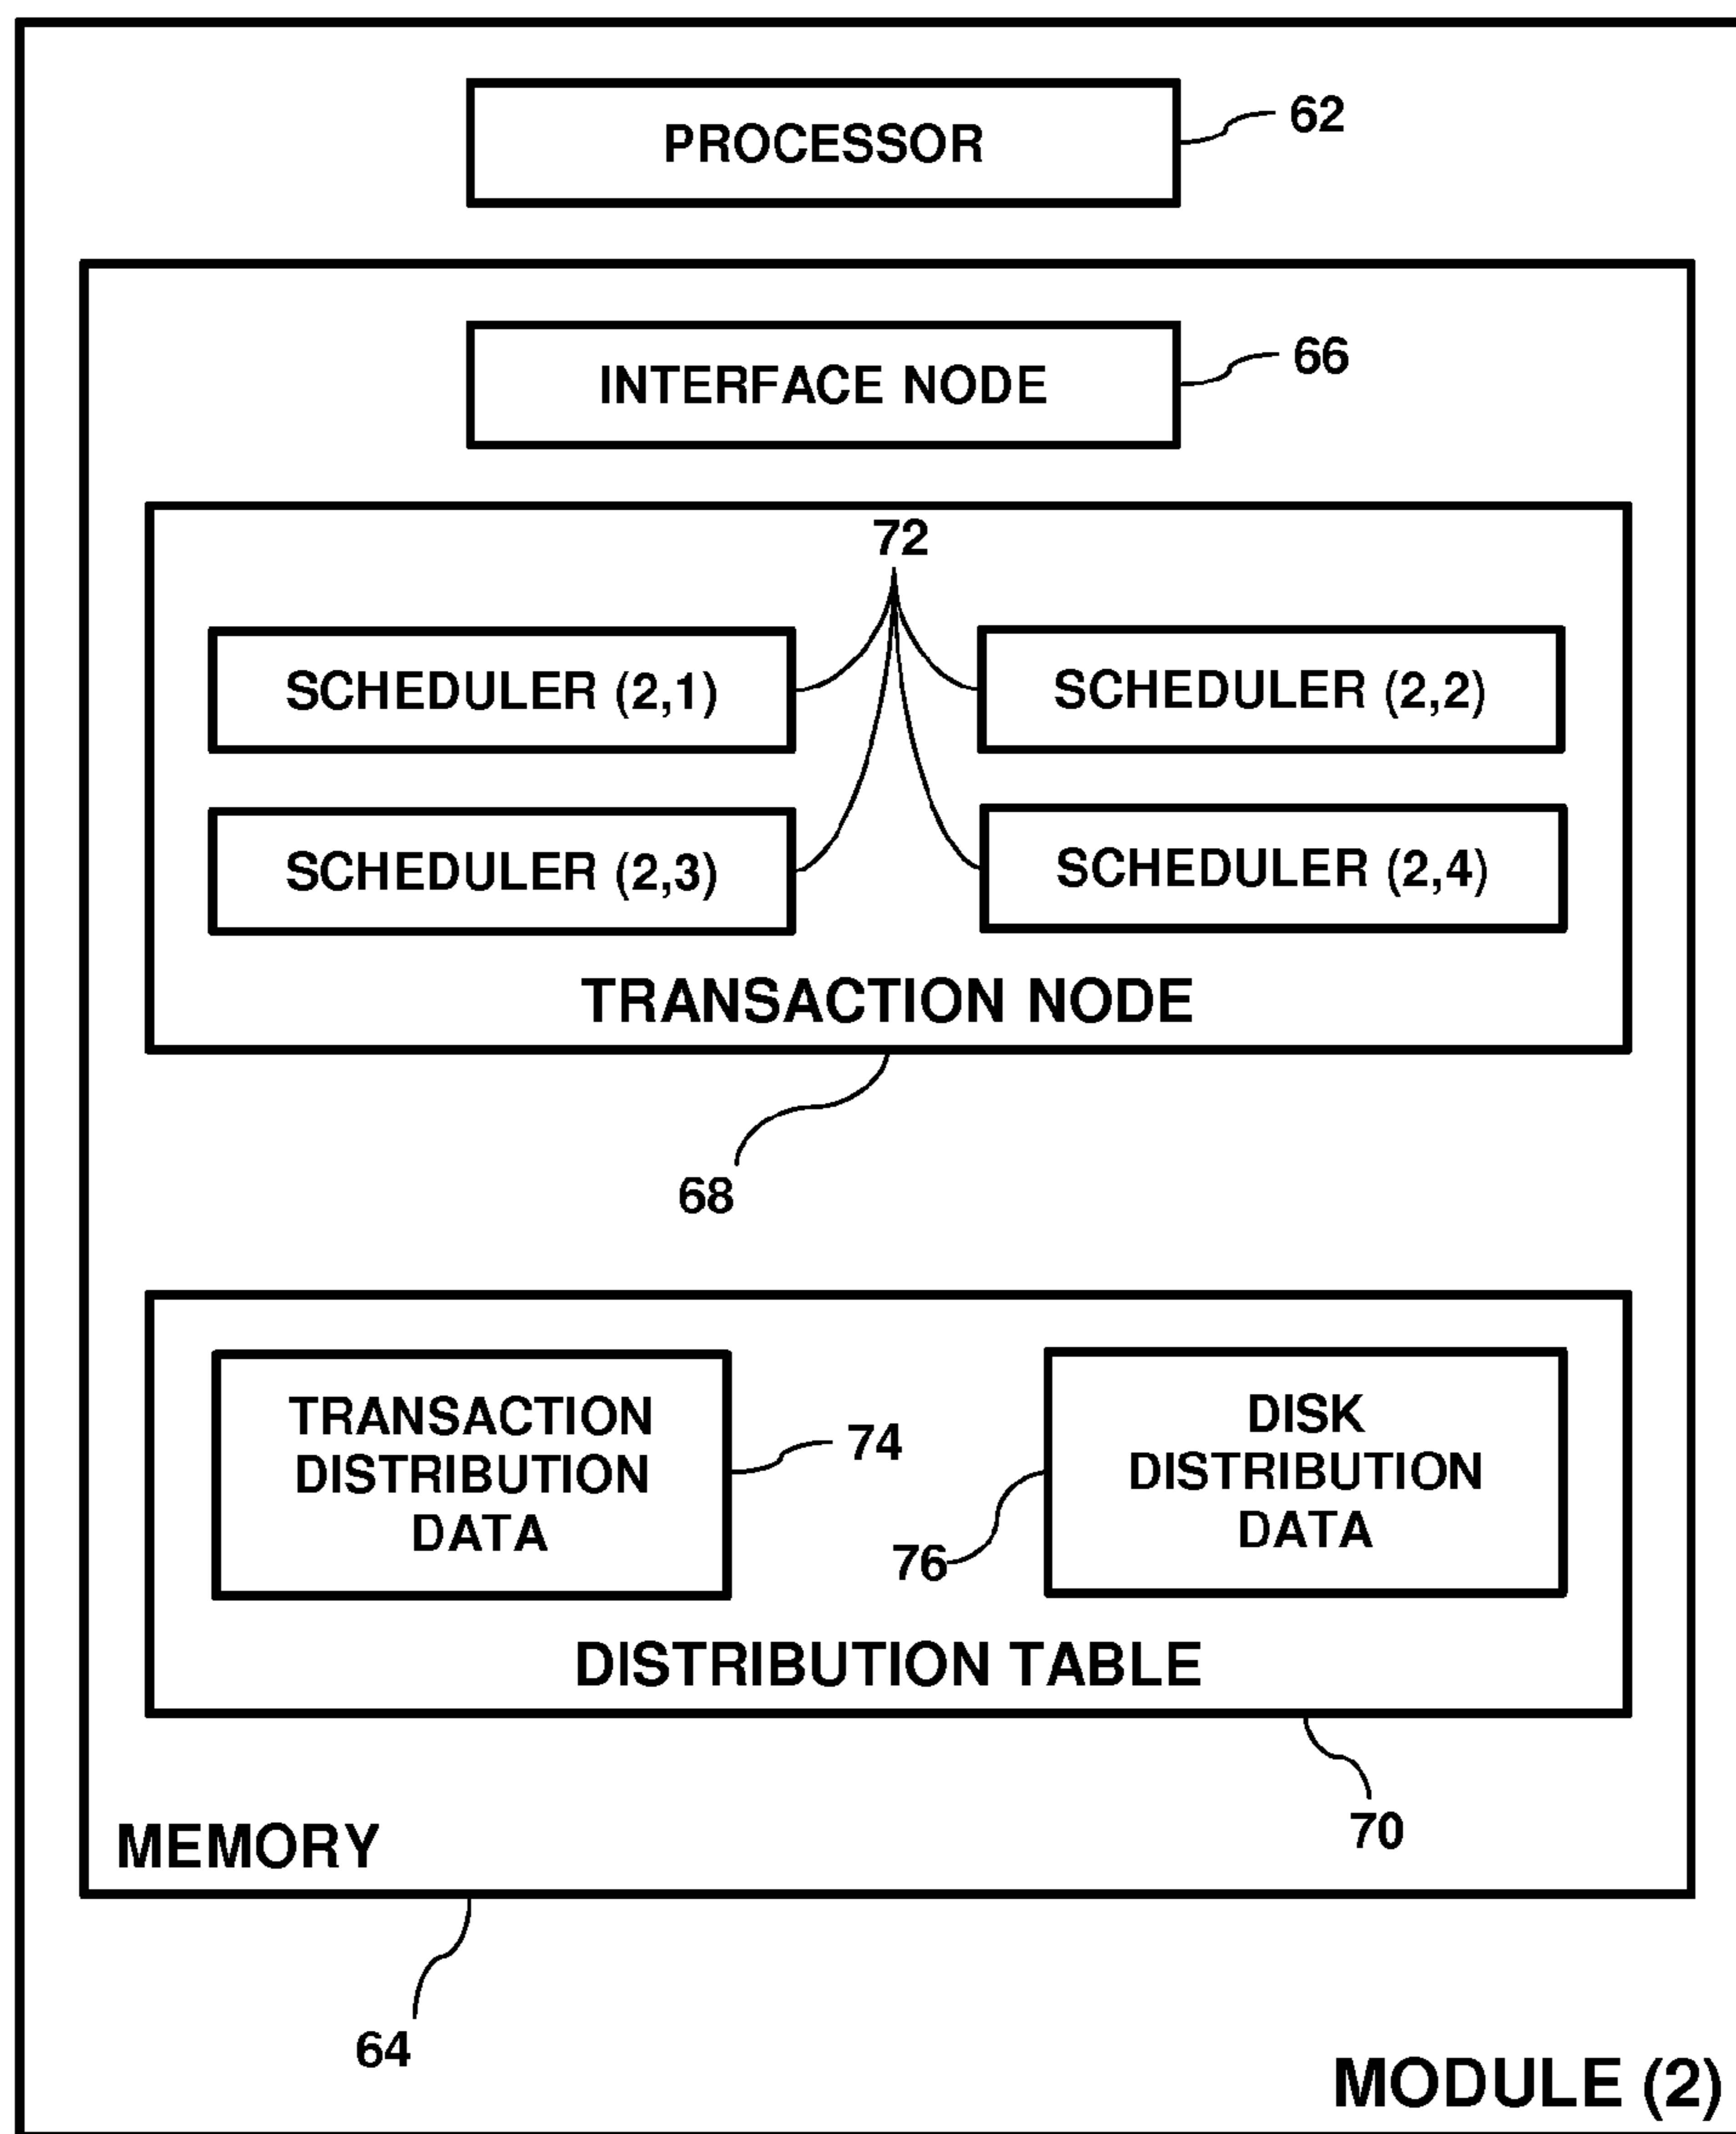 PROCESSOR
62
INTERFACE NODE
66
72
SCHEDULER (2,1)
SCHEDULER (2,2)
SCHEDULER (2,3)
SCHEDULER (2,4)
TRANSACTION NODE
68
TRANSACTION
DISTRIBUTION
DATA
74
DISK
DISTRIBUTION
DATA
76
DISTRIBUTION TABLE
70
MEMORY
64
MODULE (2)